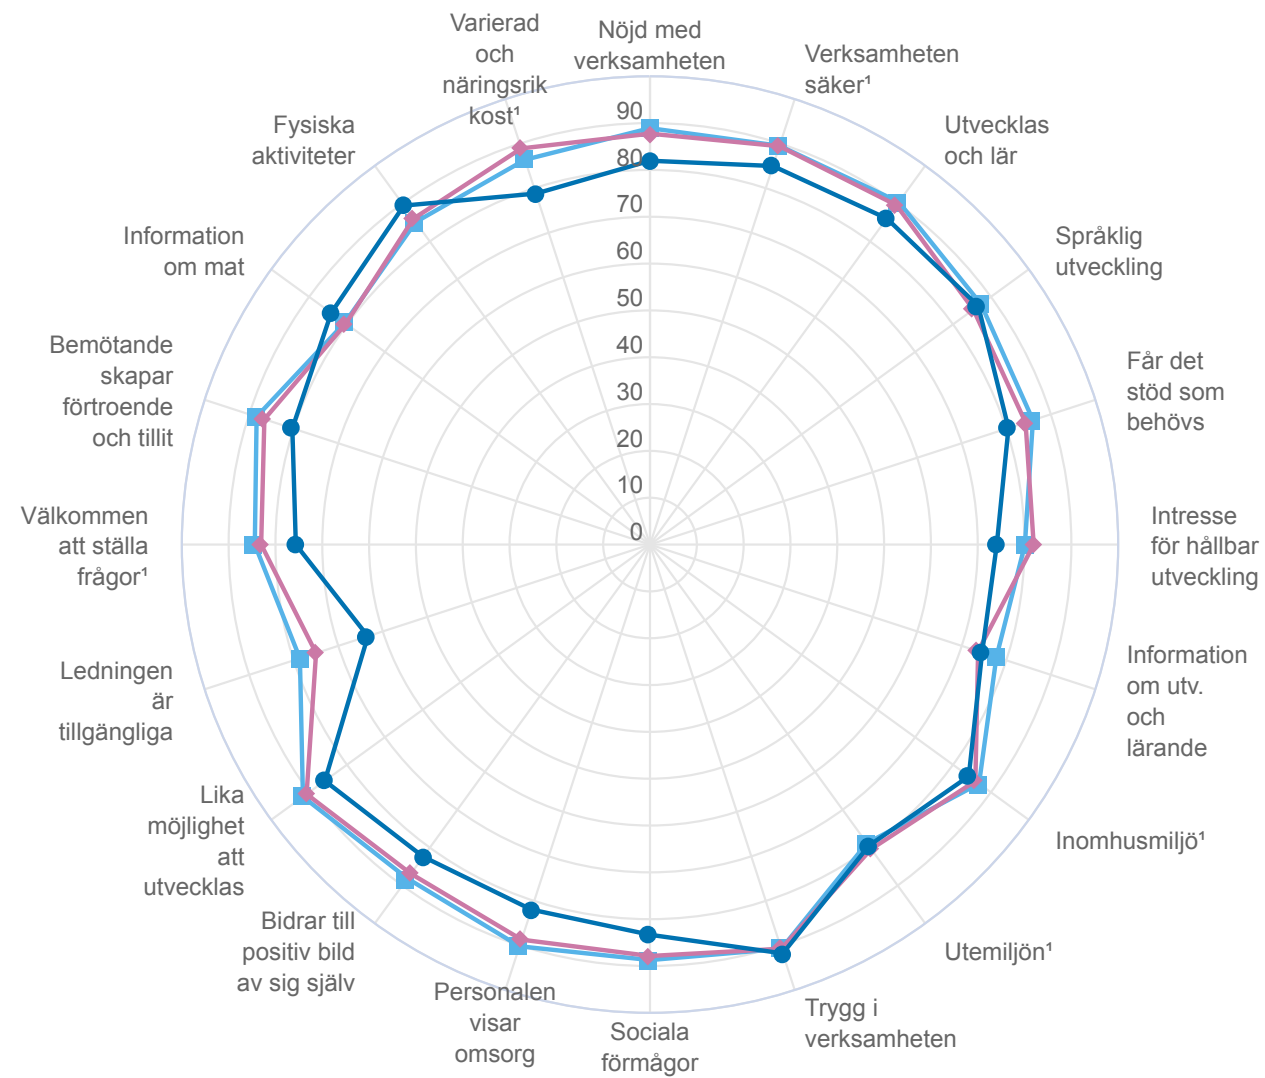 Nöjd med
verksamheten
Verksamheten
säker¹
Utvecklas
och lär
Språklig
utveckling
Får det
stöd som
behövs
Intresse
för hållbar
utveckling
Information
om utv.
och
lärande
Inomhusmiljö¹
Utemiljön¹
Trygg i
verksamheten
Sociala
förmågor
Personalen
visar
omsorg
Bidrar till
positiv bild
av sig själv
Lika
möjlighet
att
utvecklas
Ledningen
är
tillgängliga
Välkommen
att ställa
frågor¹
Bemötande
skapar
förtroende
och tillit
Information
om mat
Fysiska
aktiviteter
Varierad
och
näringsrik
kost¹
90
80
70
60
50
40
30
20
10
0